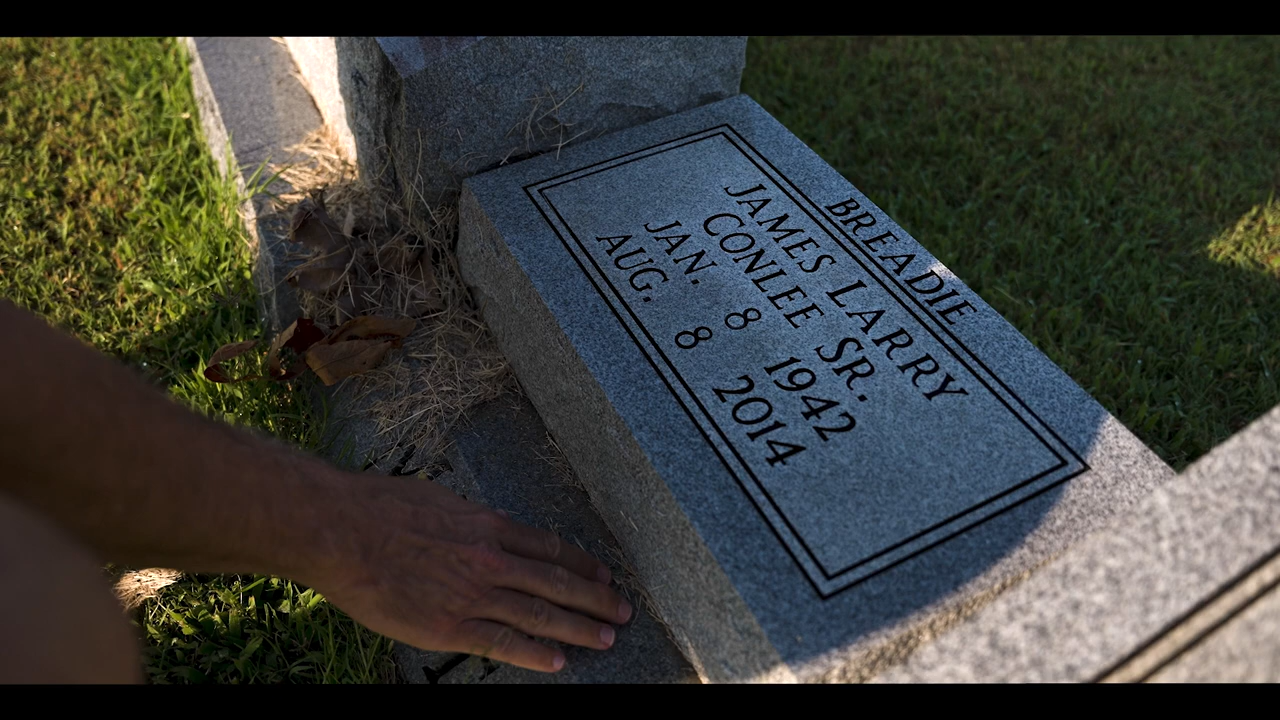 BREADIE
JAMES LARRY
CONLEE SR.
JAN. 8 1942
AUG. 8 2014